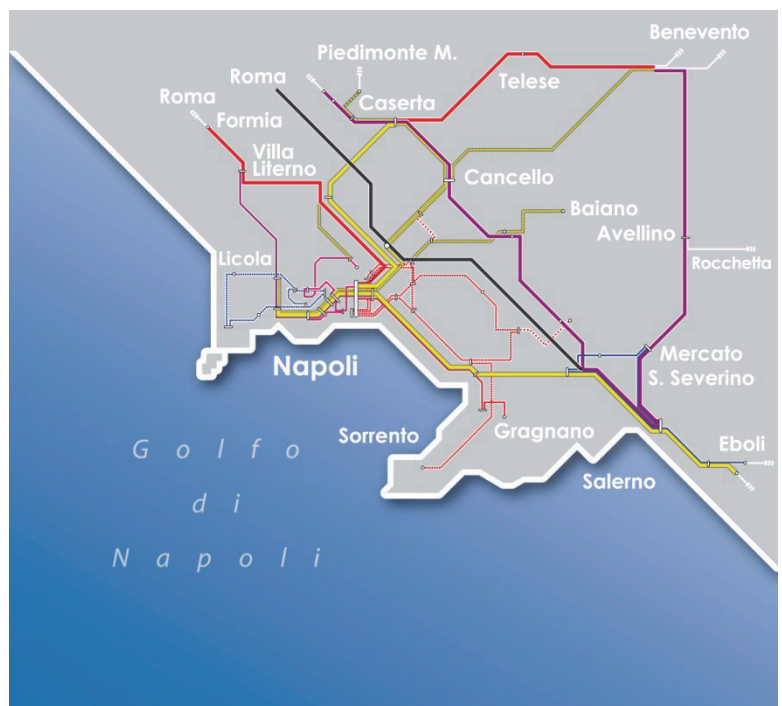 Benevento
Piedimonte M.
Roma
Telese
Roma
Caserta
Formia
Villa
Literno
Cancello
Baiano
Avellino
Licola
Rocchetta
Napoli
Mercato
S. Severino
Sorrento
Gragnano
Eboli
Salerno
Golfo
di
Napoli